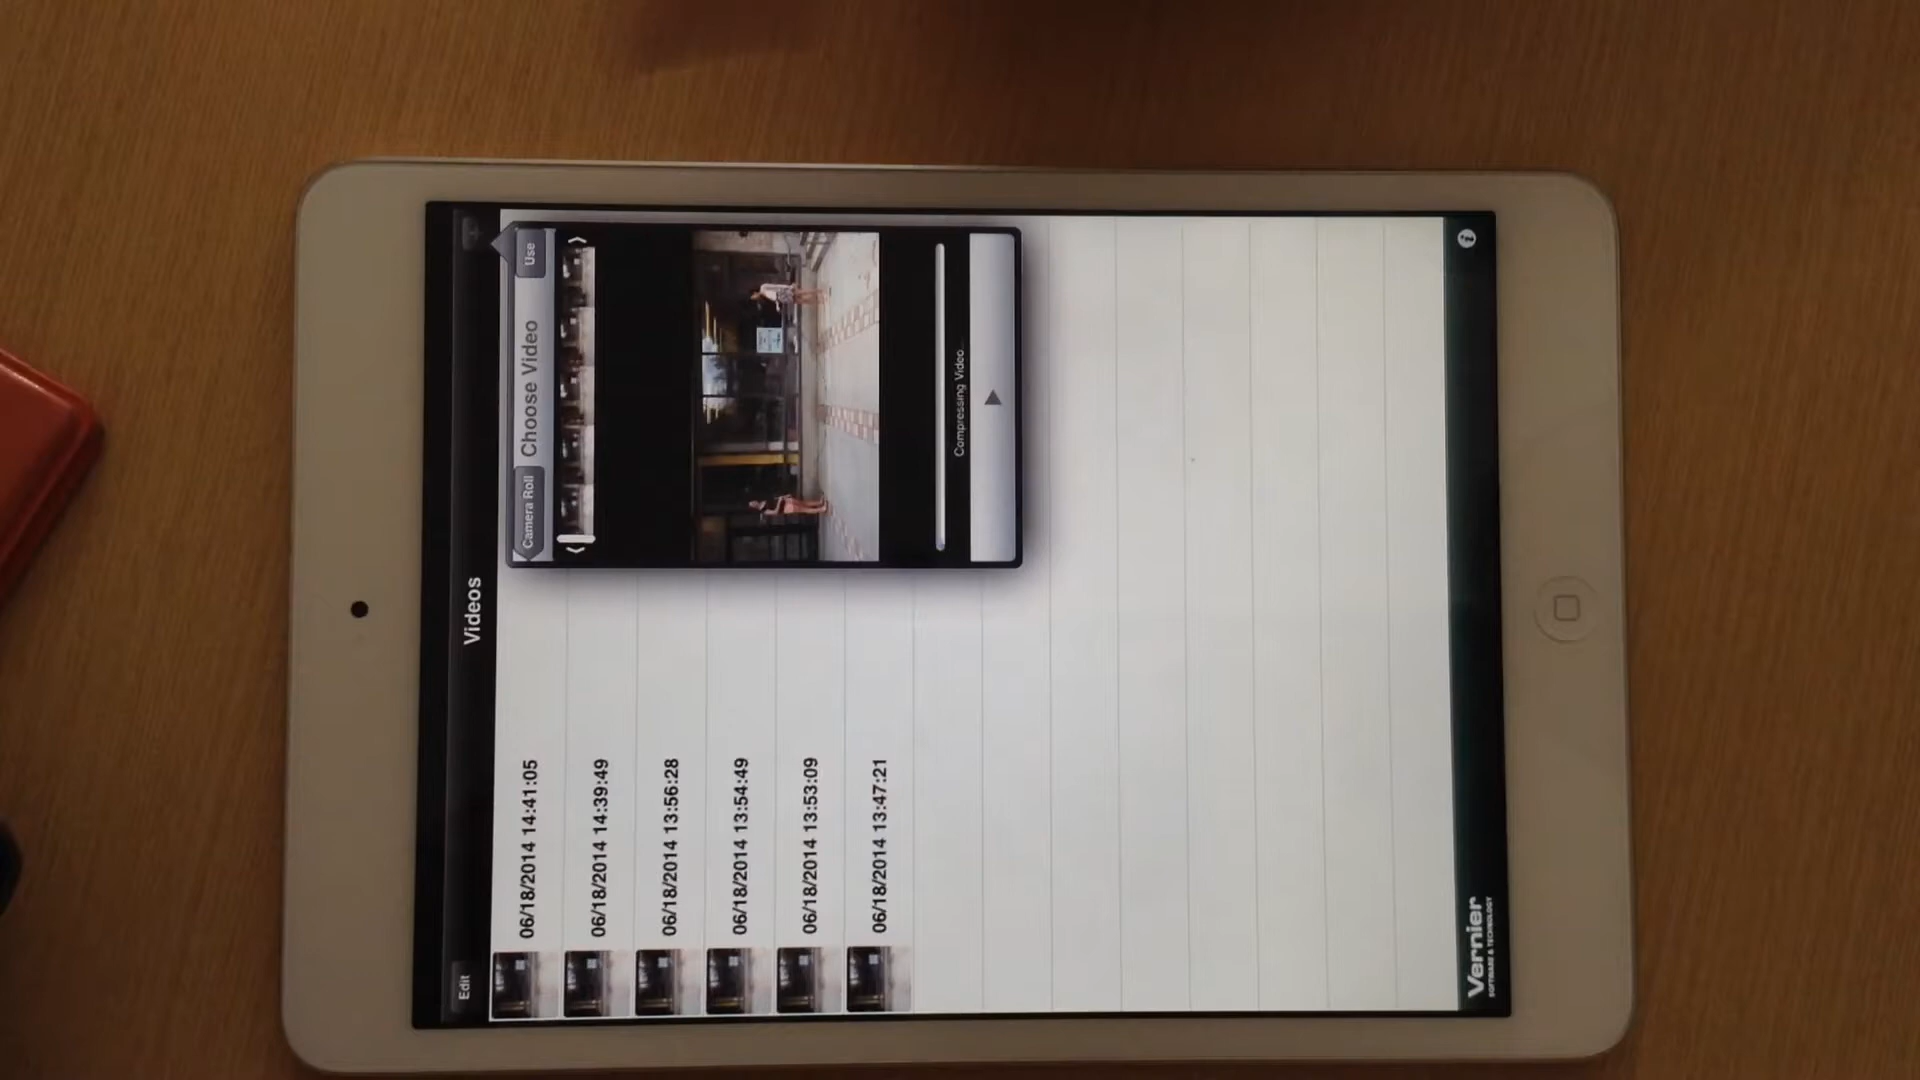 Edit
Videos
Camera Roll
Choose Video
Use
Compressing Video...
06/18/2014 14:41:05
06/18/2014 14:39:49
06/18/2014 13:56:28
06/18/2014 13:54:49
06/18/2014 13:53:09
06/18/2014 13:47:21
Vernier
SOFTWARE & TECHNOLOGY